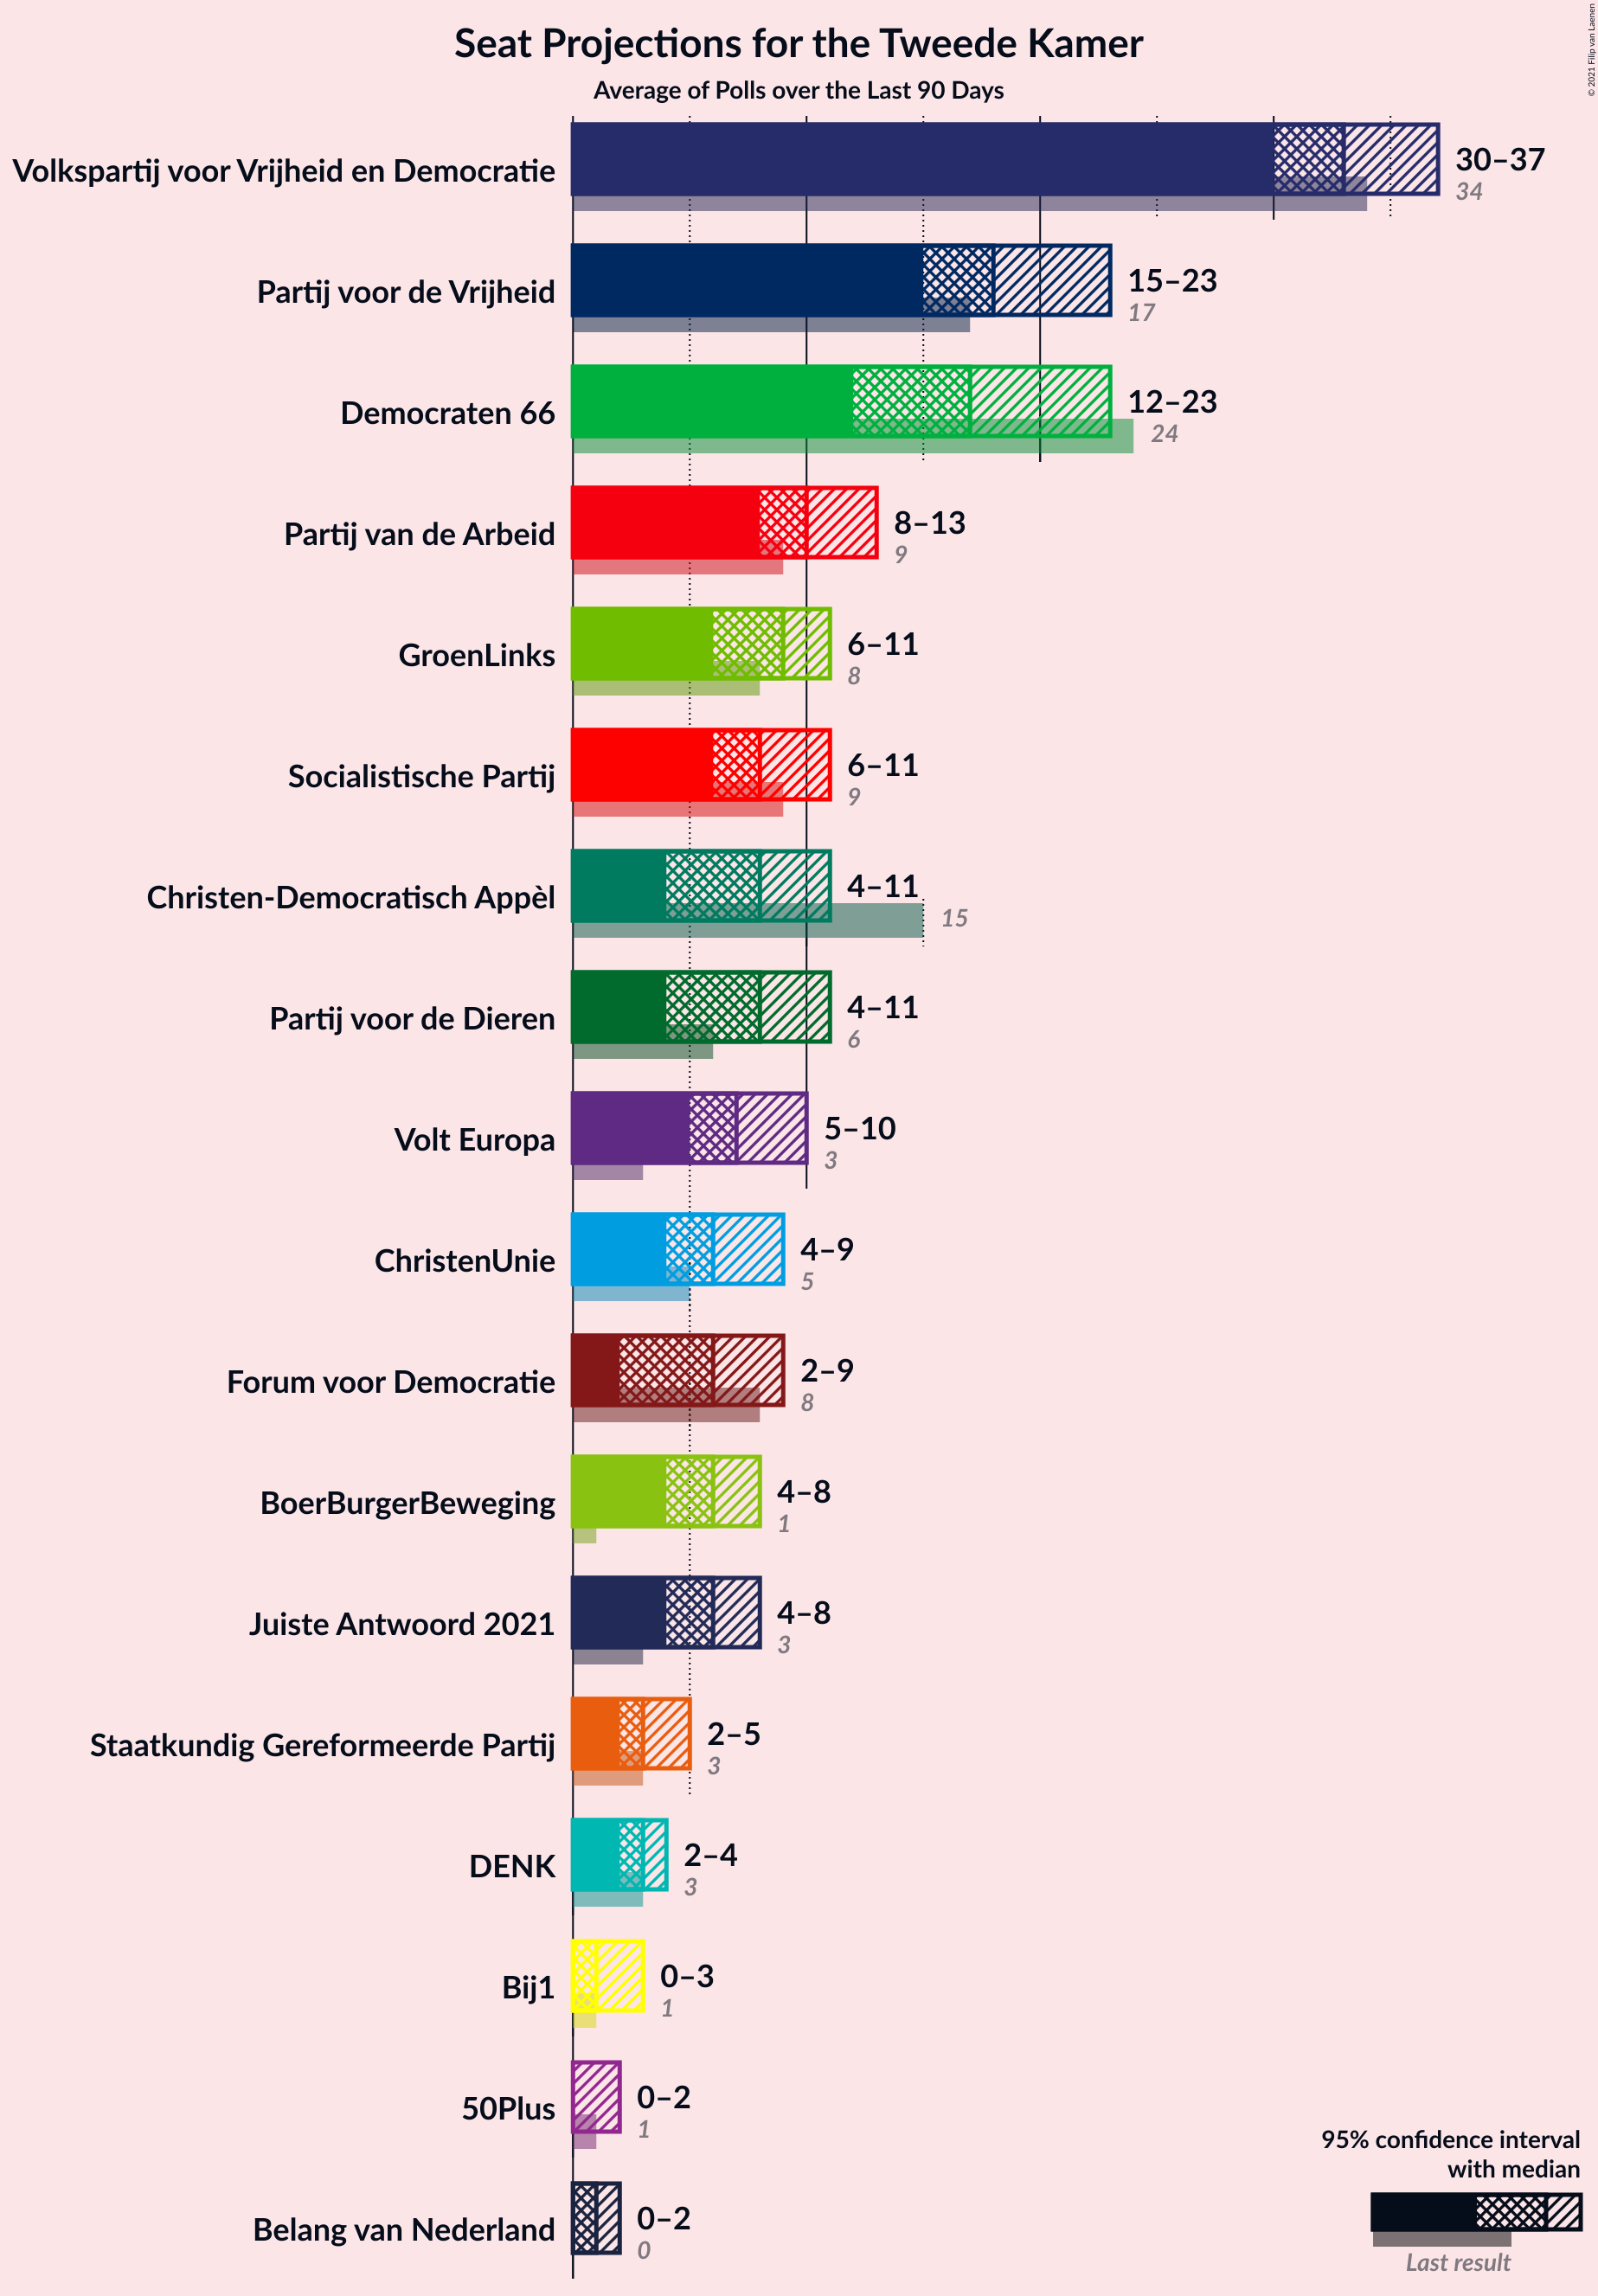 Seat Projections for the Tweede Kamer
Average of Polls over the Last 90 Days
© 2021 Filip van Laenen
Volkspartij voor Vrijheid en Democratie
30–37
34
Partij voor de Vrijheid
15–23
17
Democraten 66
12–23
24
Partij van de Arbeid
8–13
9
GroenLinks
6–11
8
Socialistische Partij
6–11
9
Christen-Democratisch Appèl
4–11
15
Partij voor de Dieren
4–11
6
Volt Europa
5–10
3
ChristenUnie
4–9
5
Forum voor Democratie
2–9
8
BoerBurgerBeweging
4–8
1
Juiste Antwoord 2021
4–8
3
Staatkundig Gereformeerde Partij
2–5
3
DENK
2–4
3
Bij1
0–3
1
50Plus
0–2
1
Belang van Nederland
0–2
0
95% confidence interval
with median
Last result